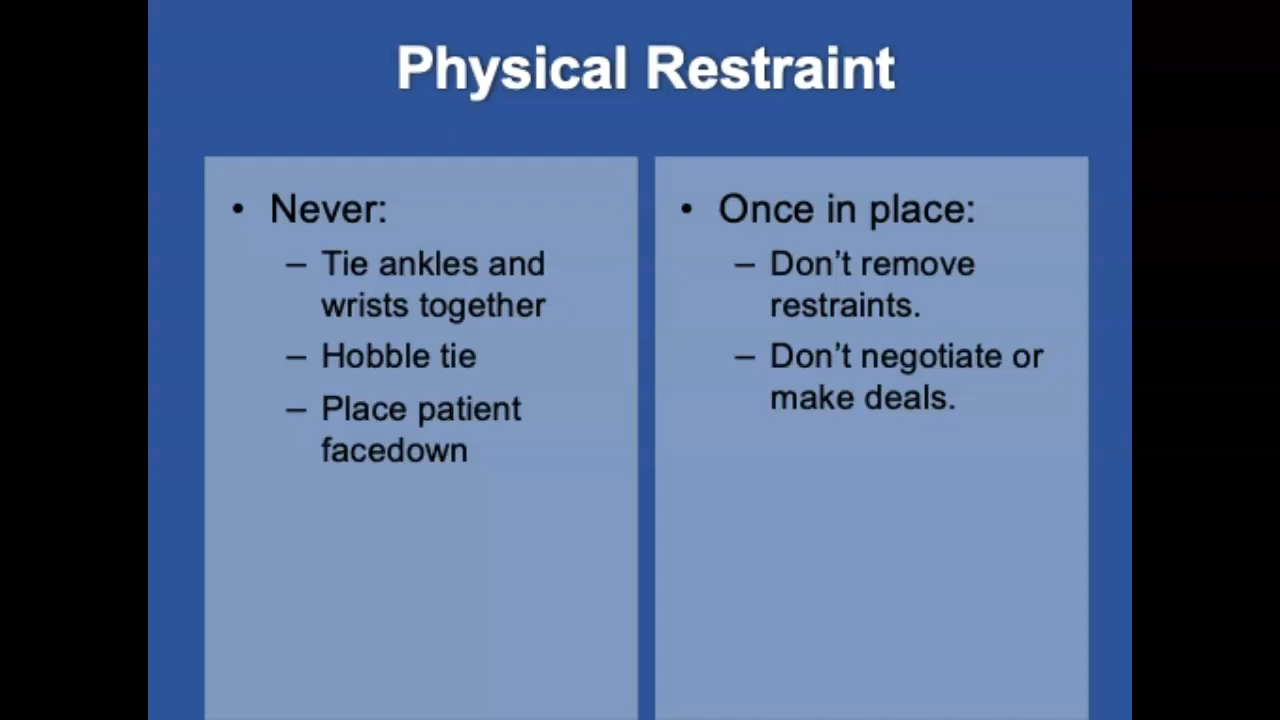 Physical Restraint
• Never:
– Tie ankles and
wrists together
– Hobble tie
– Place patient
facedown
• Once in place:
– Don't remove
restraints.
– Don't negotiate or
make deals.